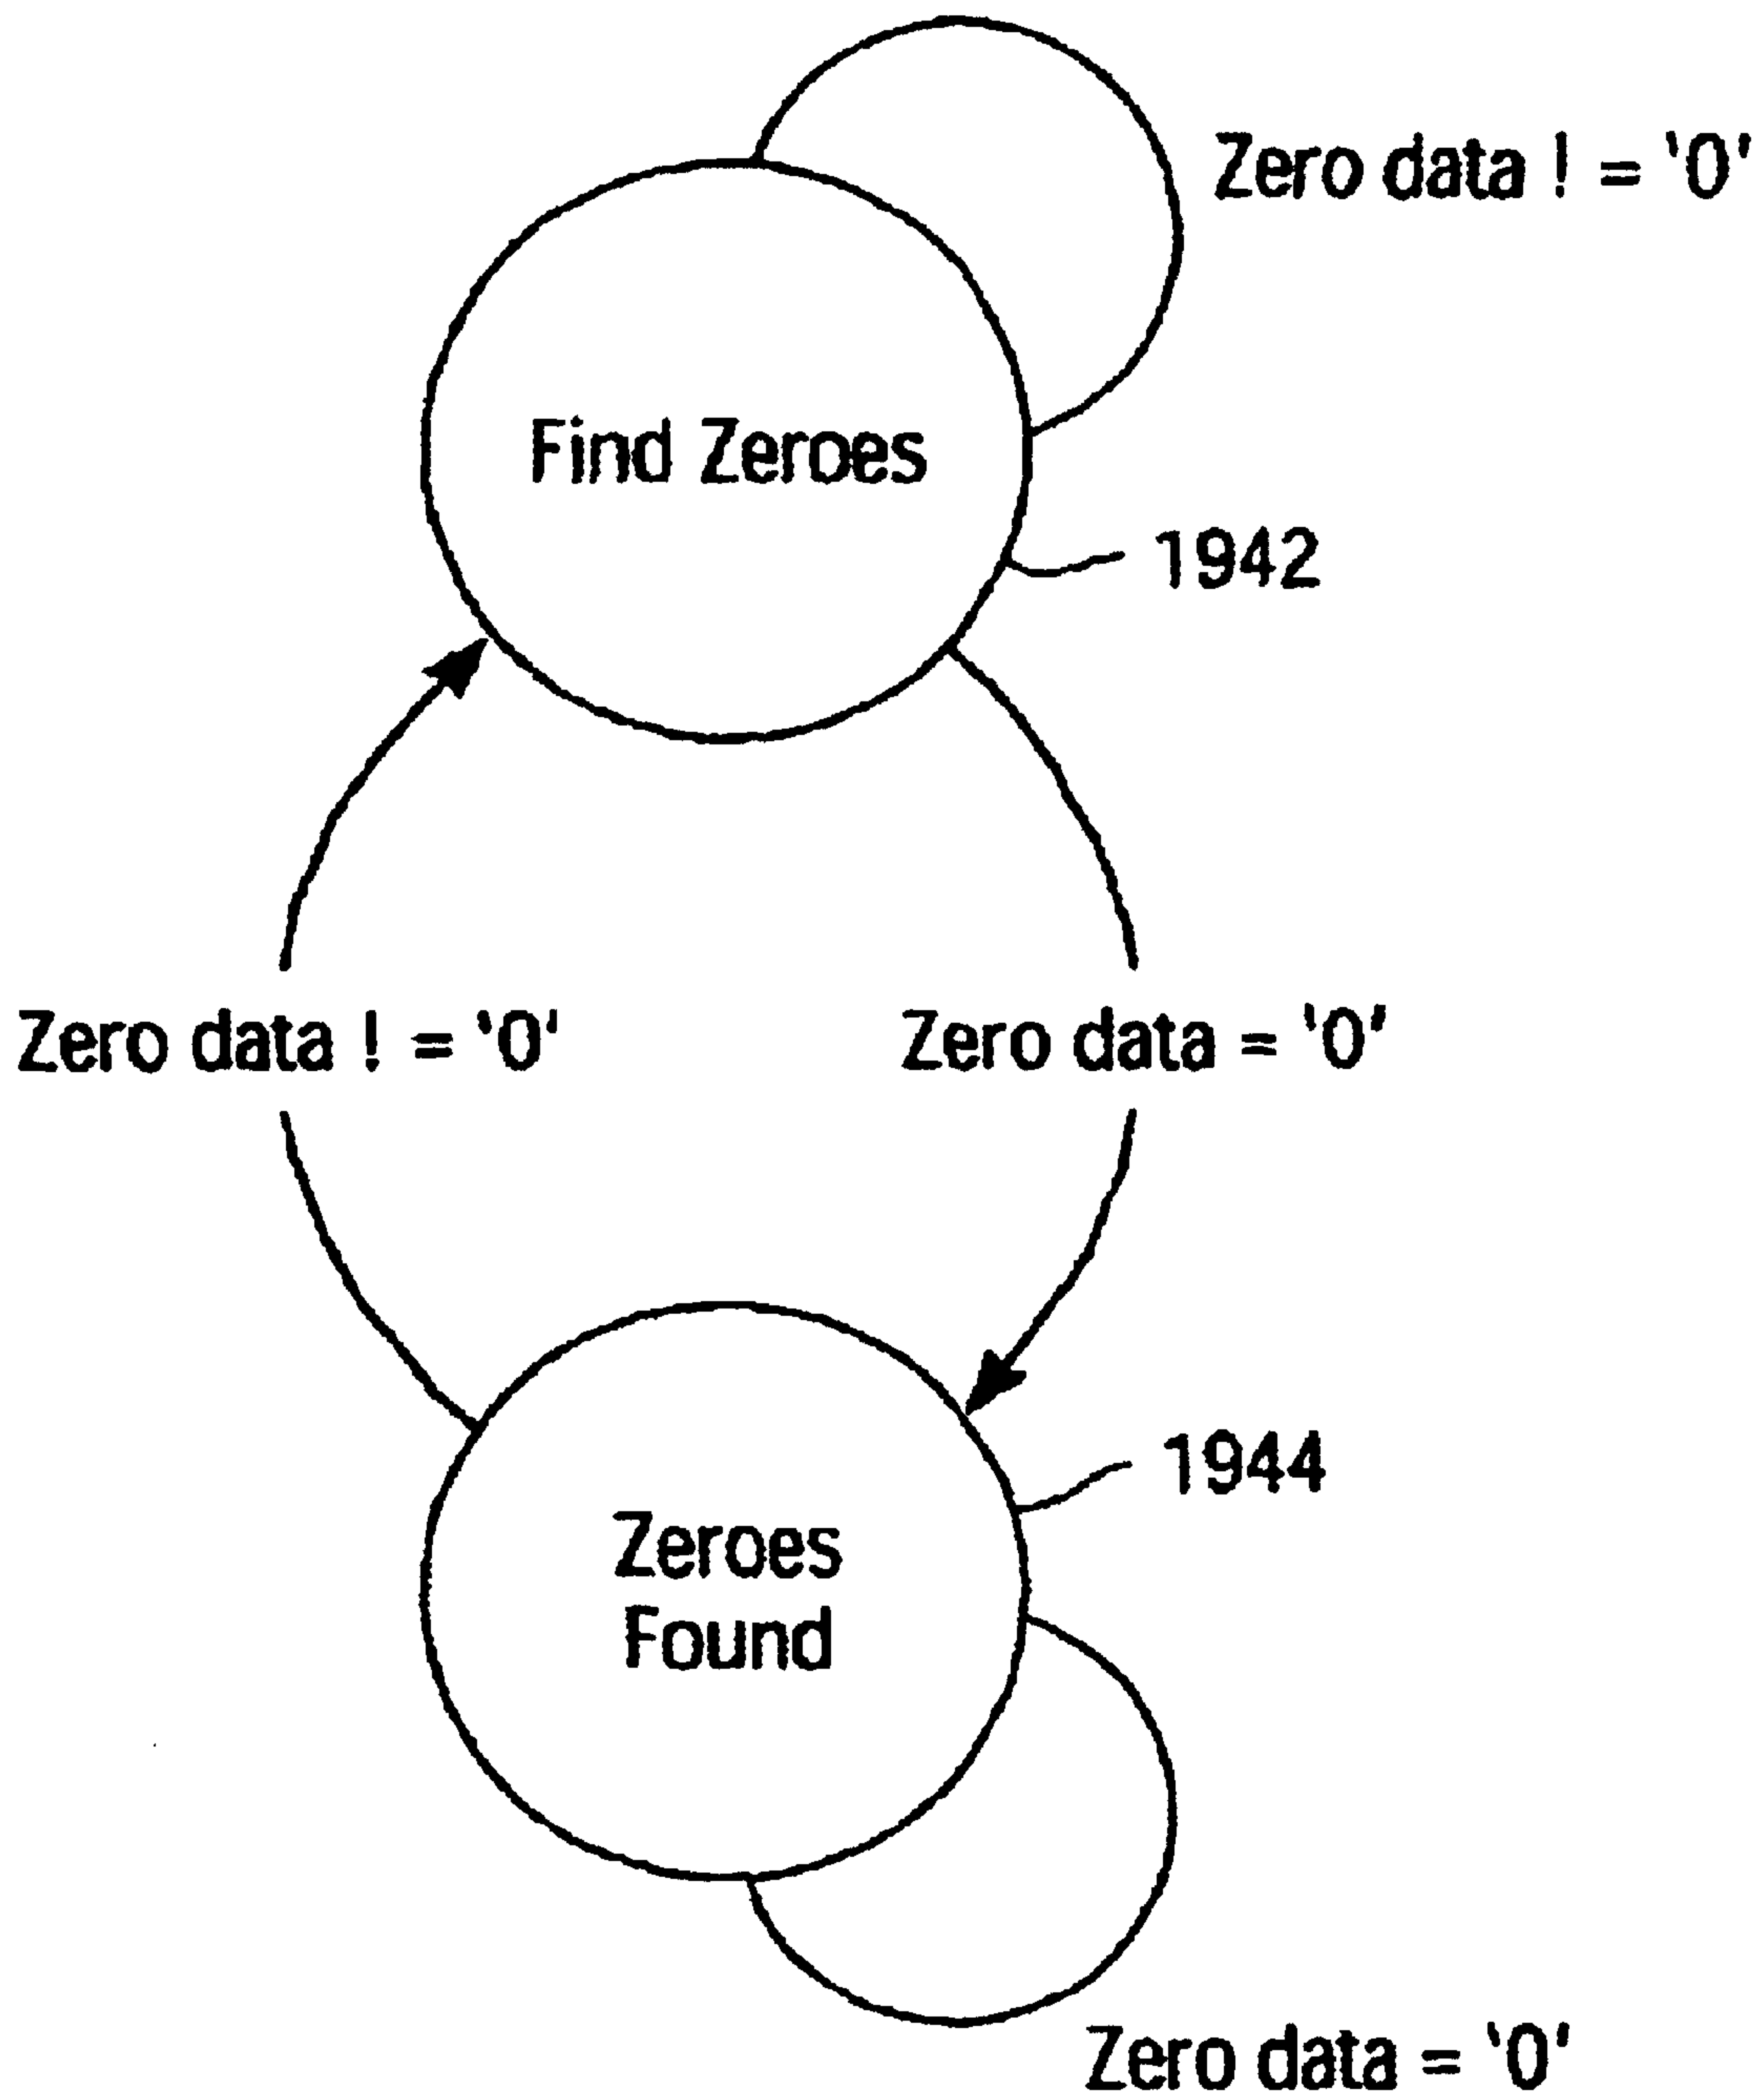 Zero data ! = '0'
Find Zeroes
1942
Zero data ! = '0'
Zero data = '0'
1944
Zeroes
Found
Zero data = '0'